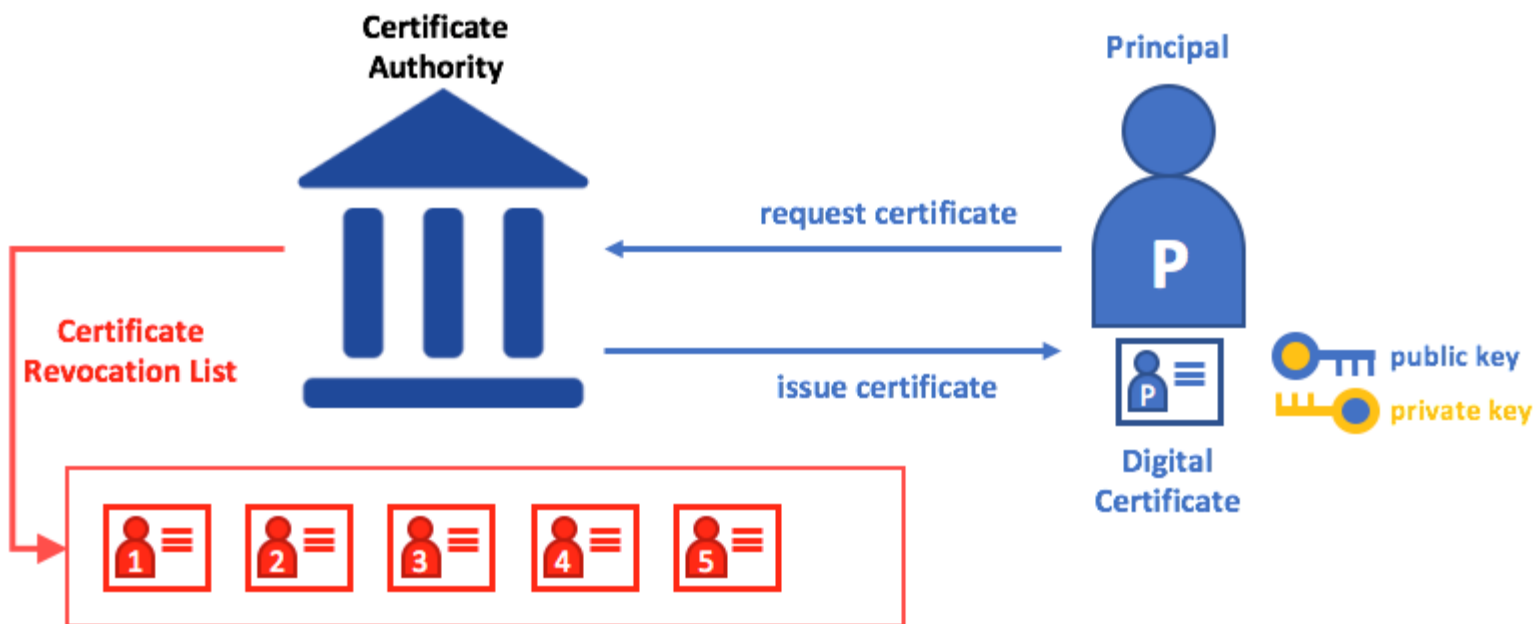 Certificate
Authority
Principal
request certificate
P
Certificate
Revocation List
issue certificate
public key
P
private key
Digital
Certificate
1
2
3
4
5